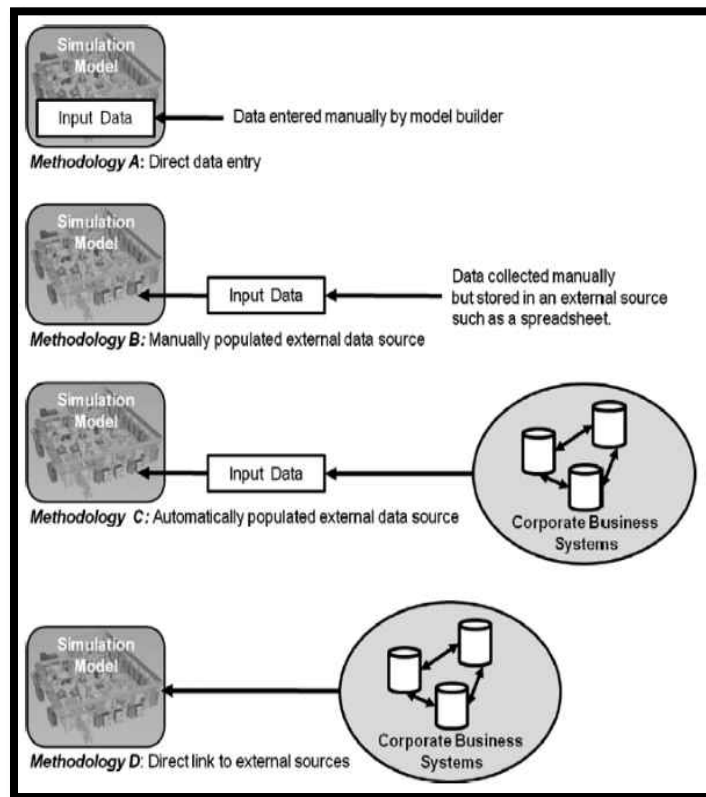 Simulation
Model
Input Data
Data entered manually by model builder
Methodology A: Direct data entry
Simulation
Model
Input Data
Data collected manually
but stored in an external source
such as a spreadsheet.
Methodology B: Manually populated external data source
Simulation
Model
Input Data
Methodology C: Automatically populated external data source
Corporate Business
Systems
Simulation
Model
Methodology D: Direct link to external sources
Corporate Business
Systems